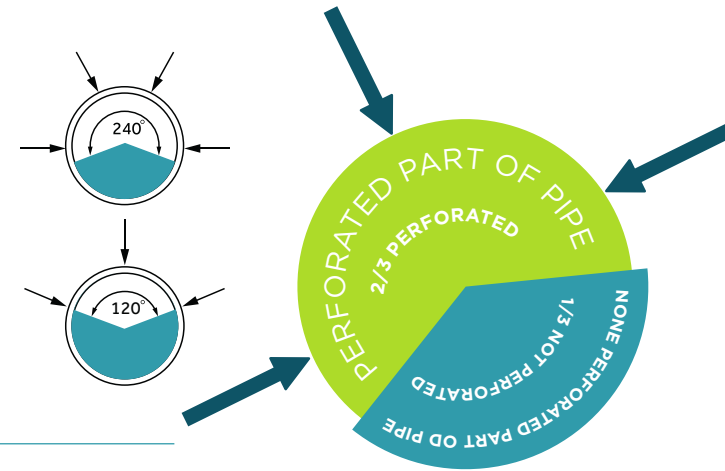 240°
120°
PERFORATED PART OF PIPE
2/3 PERFORATED
1/3 NOT PERFORATED
NONE PERFORATED PART OD PIPE